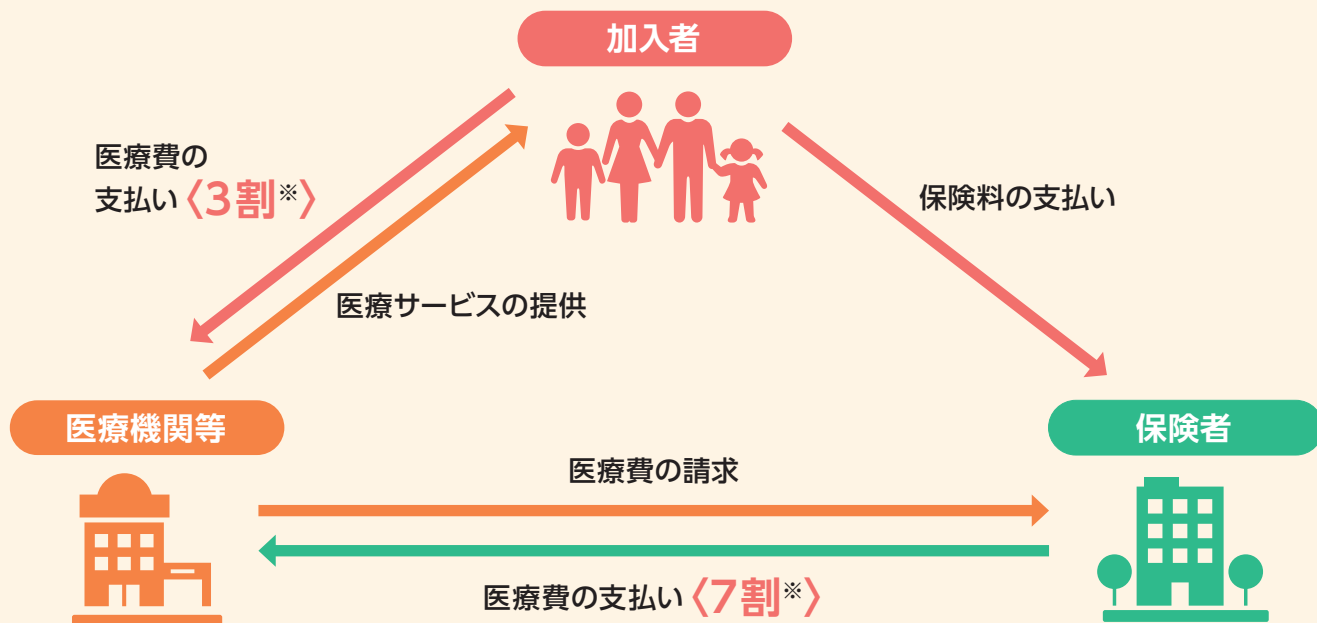 加入者
医療費の
支払い〈3割※〉
保険料の支払い
医療サービスの提供
医療機関等
保険者
医療費の請求
医療費の支払い〈7割※〉